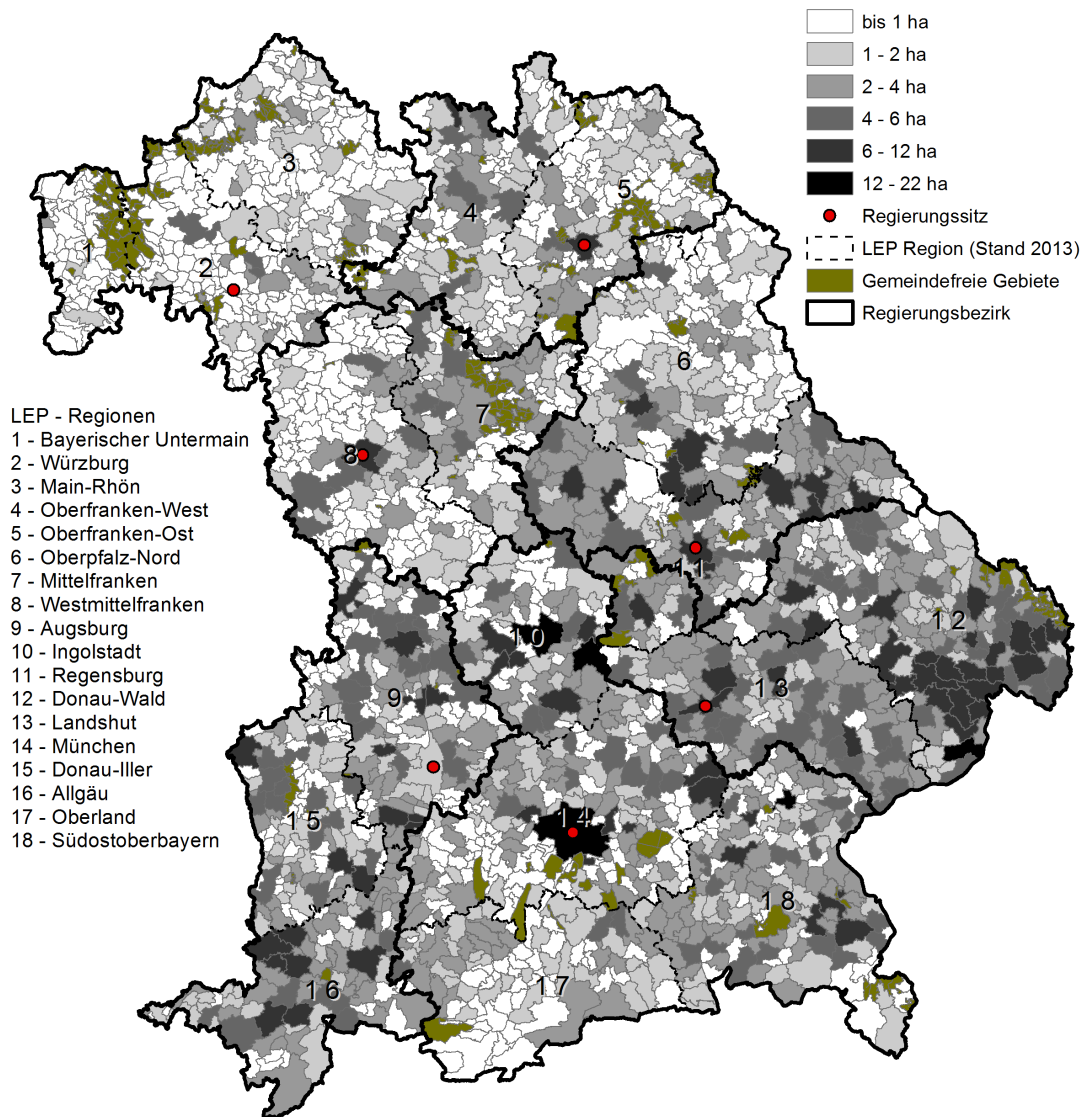 bis 1 ha
1 - 2 ha
2 - 4 ha
4 - 6 ha
6 - 12 ha
12 - 22 ha
Regierungssitz
LEP Region (Stand 2013)
Gemeindefreie Gebiete
Regierungsbezirk
3
5
4
1
2
6
7
8
11
12
10
13
9
14
15
18
16
17
LEP - Regionen
1 - Bayerischer Untermain
2 - Würzburg
3 - Main-Rhön
4 - Oberfranken-West
5 - Oberfranken-Ost
6 - Oberpfalz-Nord
7 - Mittelfranken
8 - Westmittelfranken
9 - Augsburg
10 - Ingolstadt
11 - Regensburg
12 - Donau-Wald
13 - Landshut
14 - München
15 - Donau-Iller
16 - Allgäu
17 - Oberland
18 - Südostoberbayern